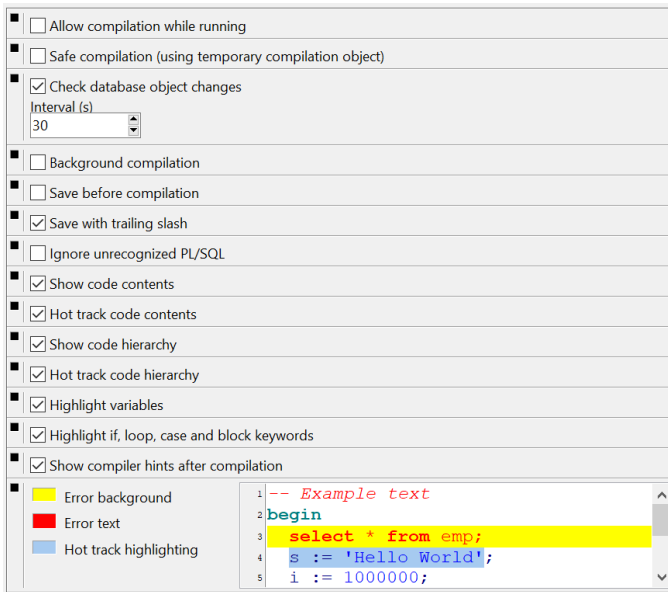 Allow compilation while running
Safe compilation (using temporary compilation object)
Check database object changes
Interval (s)
30
Background compilation
Save before compilation
Save with trailing slash
Ignore unrecognized PL/SQL
Show code contents
Hot track code contents
Show code hierarchy
Hot track code hierarchy
Highlight variables
Highlight if, loop, case and block keywords
Show compiler hints after compilation
Error background
Error text
Hot track highlighting
1 -- Example text
2 begin
3 select * from emp;
4 s := 'Hello World';
5 i := 1000000;